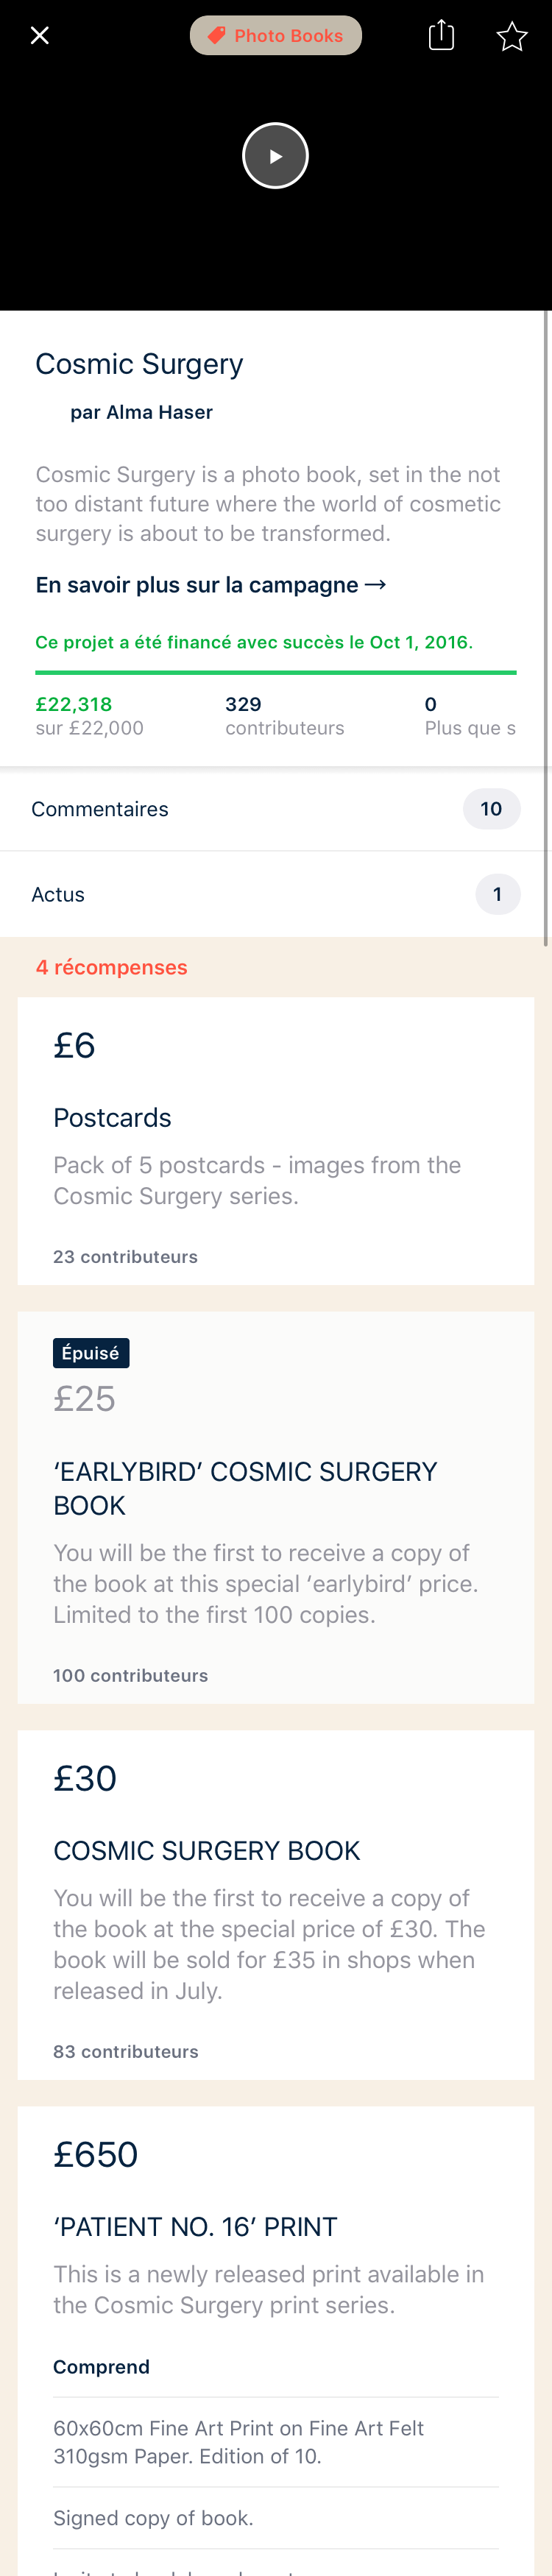 Photo Books
Cosmic Surgery
par Alma Haser
Cosmic Surgery is a photo book, set in the not
too distant future where the world of cosmetic
surgery is about to be transformed.
En savoir plus sur la campagne →
Ce projet a été financé avec succès le Oct 1, 2016.
£22,318
sur £22,000
329
contributeurs
0
Plus que s
Commentaires
10
Actus
1
4 récompenses
£6
Postcards
Pack of 5 postcards - images from the
Cosmic Surgery series.
23 contributeurs
Épuisé
£25
‘EARLYBIRD’ COSMIC SURGERY
BOOK
You will be the first to receive a copy of
the book at this special ‘earlybird’ price.
Limited to the first 100 copies.
100 contributeurs
£30
COSMIC SURGERY BOOK
You will be the first to receive a copy of
the book at the special price of £30. The
book will be sold for £35 in shops when
released in July.
83 contributeurs
£650
‘PATIENT NO. 16’ PRINT
This is a newly released print available in
the Cosmic Surgery print series.
Comprend
60x60cm Fine Art Print on Fine Art Felt
310gsm Paper. Edition of 10.
Signed copy of book.